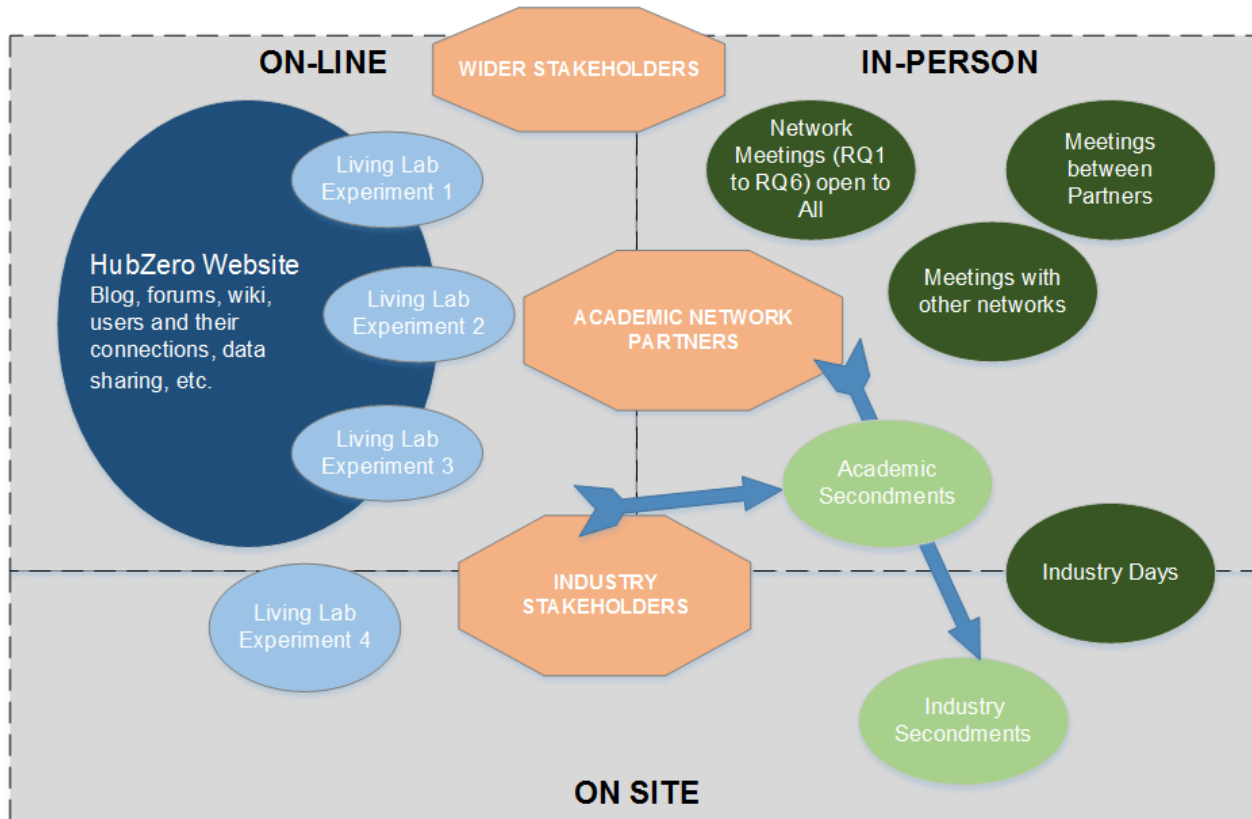 WIDER STAKEHOLDERS
ON-LINE
IN-PERSON
HubZero Website
Blog, forums, wiki,
users and their
connections, data
sharing, etc.
Living Lab
Experiment 1
Living Lab
Experiment 2
Living Lab
Experiment 3
Living Lab
Experiment 4
ACADEMIC NETWORK
PARTNERS
INDUSTRY
STAKEHOLDERS
Network
Meetings (RQ1
to RQ6) open to
All
Meetings
between
Partners
Meetings with
other networks
Academic
Secondments
Industry Days
Industry
Secondments
ON SITE